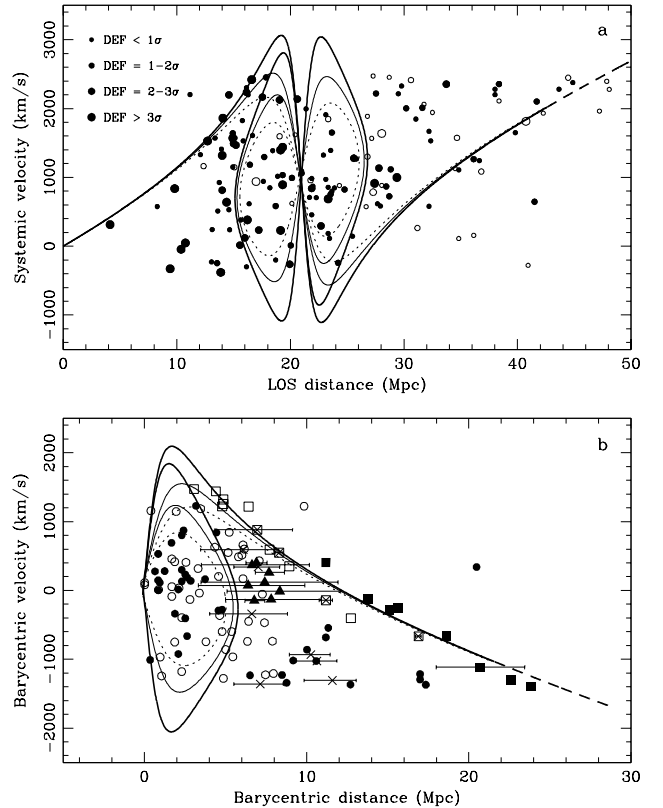 a
DEF < 1σ
DEF = 1−2σ
DEF = 2−3σ
DEF > 3σ
Systemic velocity (km/s)
3000
2000
1000
0
−1000
0
10
20
30
40
50
LOS distance (Mpc)
b
Barycentric velocity (km/s)
2000
1000
0
−1000
−2000
0
10
20
30
Barycentric distance (Mpc)